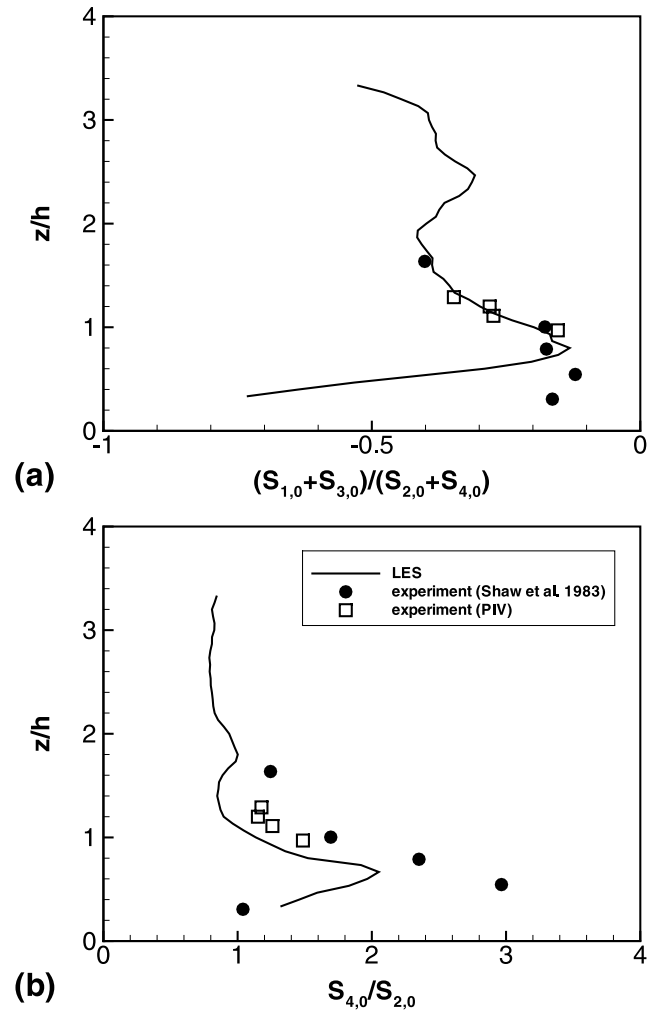 4
3
z/h
2
1
0
-1
-0.5
0
(a)
(S1,0+S3,0)/(S2,0+S4,0)
4
LES
experiment (Shaw et al. 1983)
experiment (PIV)
3
z/h
2
1
0
0
1
2
3
4
(b)
S4,0/S2,0